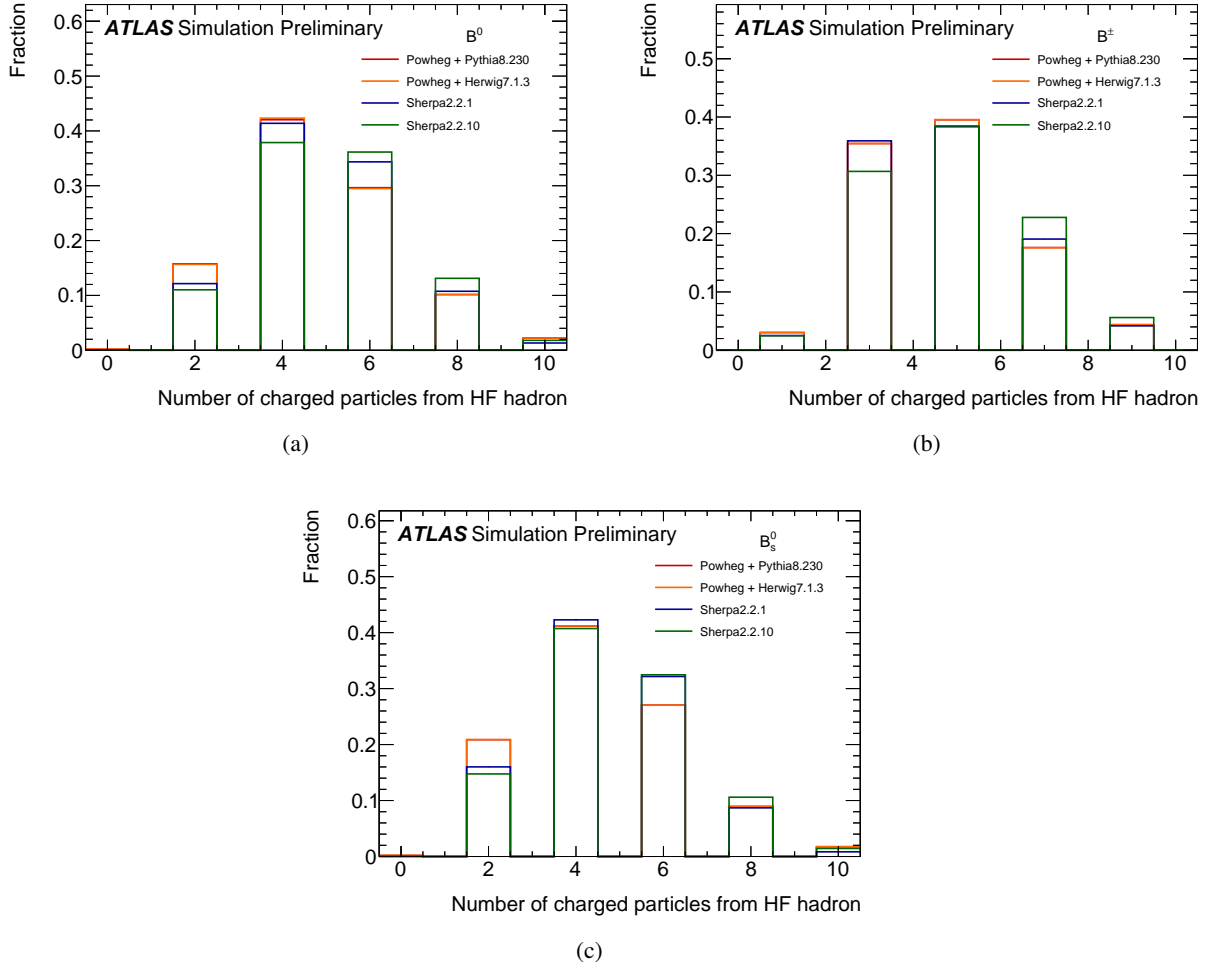 ATLAS Simulation Preliminary
B⁰
Powheg + Pythia8.230
Powheg + Herwig7.1.3
Sherpa2.2.1
Sherpa2.2.10
Fraction
0.6
0.5
0.4
0.3
0.2
0.1
0
0 2 4 6 8 10
Number of charged particles from HF hadron
(a)
ATLAS Simulation Preliminary
B±
Powheg + Pythia8.230
Powheg + Herwig7.1.3
Sherpa2.2.1
Sherpa2.2.10
Fraction
0.5
0.4
0.3
0.2
0.1
0
0 2 4 6 8 10
Number of charged particles from HF hadron
(b)
ATLAS Simulation Preliminary
B⁰ₛ
Powheg + Pythia8.230
Powheg + Herwig7.1.3
Sherpa2.2.1
Sherpa2.2.10
Fraction
0.6
0.5
0.4
0.3
0.2
0.1
0
0 2 4 6 8 10
Number of charged particles from HF hadron
(c)